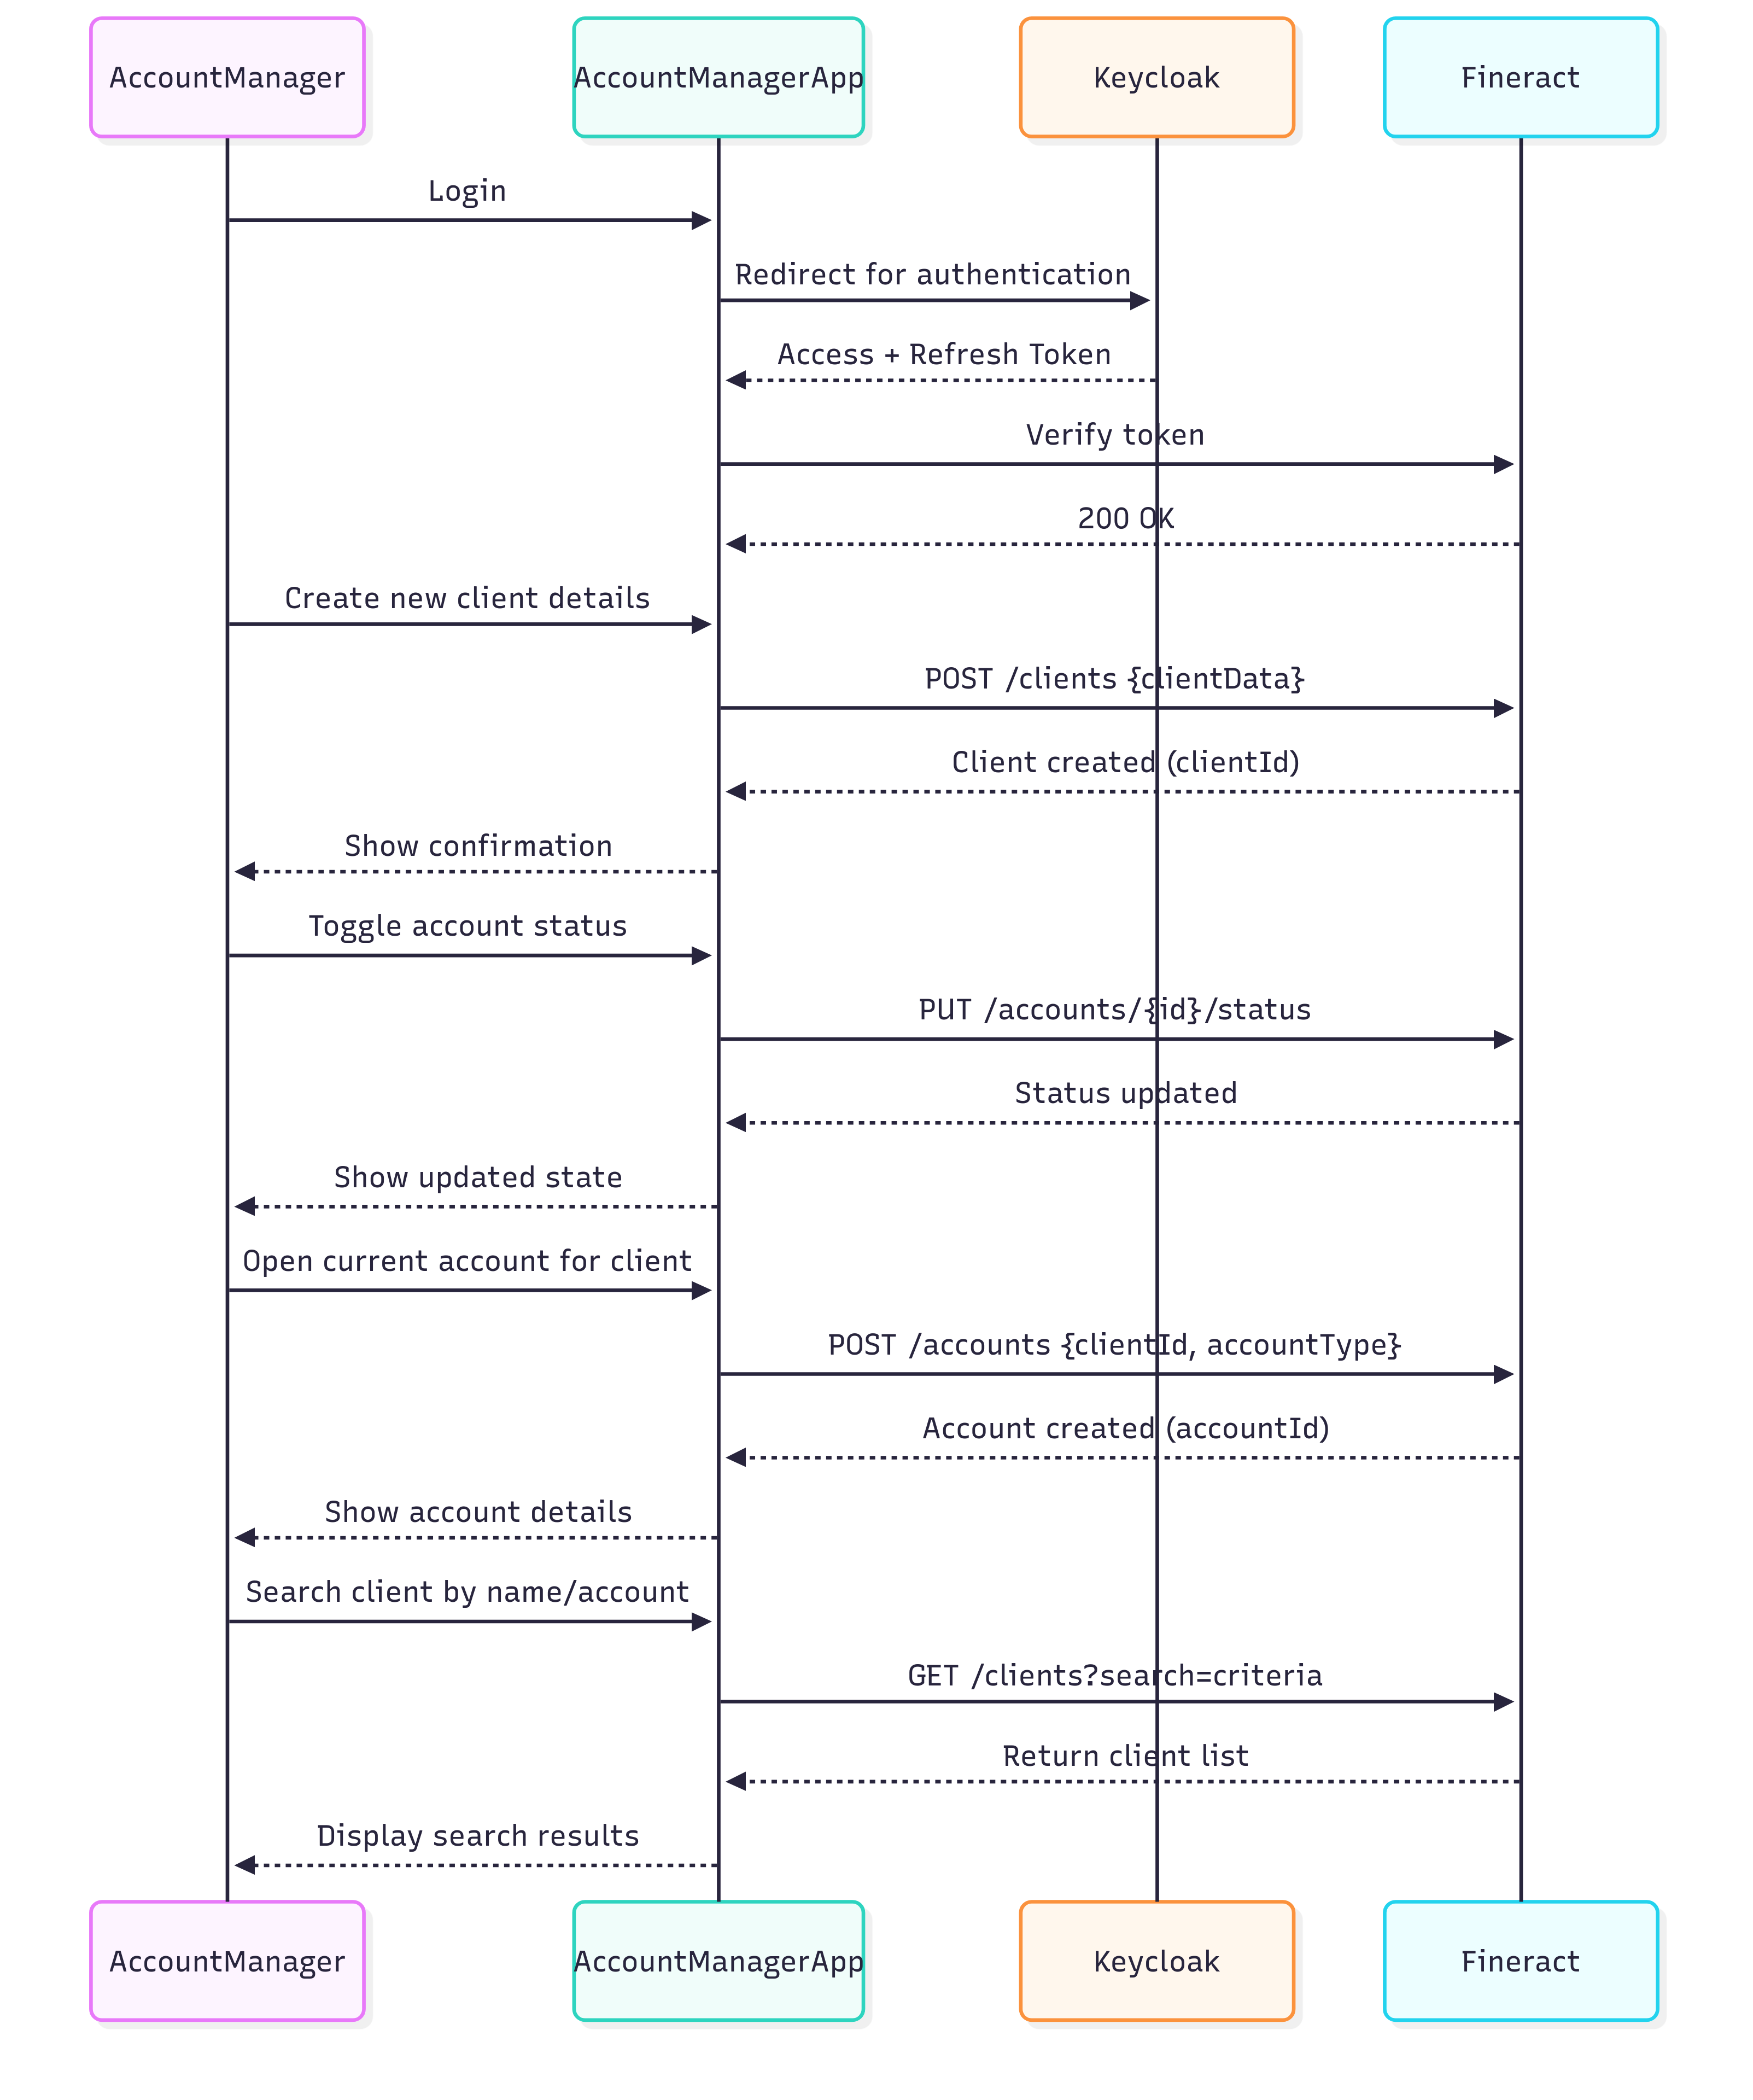 AccountManager
AccountManagerApp
Keycloak
Fineract
Login
Redirect for authentication
Access + Refresh Token
Verify token
200 OK
Create new client details
POST /clients {clientData}
Client created (clientId)
Show confirmation
Toggle account status
PUT /accounts/{id}/status
Status updated
Show updated state
Open current account for client
POST /accounts {clientId, accountType}
Account created (accountId)
Show account details
Search client by name/account
GET /clients?search=criteria
Return client list
Display search results
AccountManager
AccountManagerApp
Keycloak
Fineract